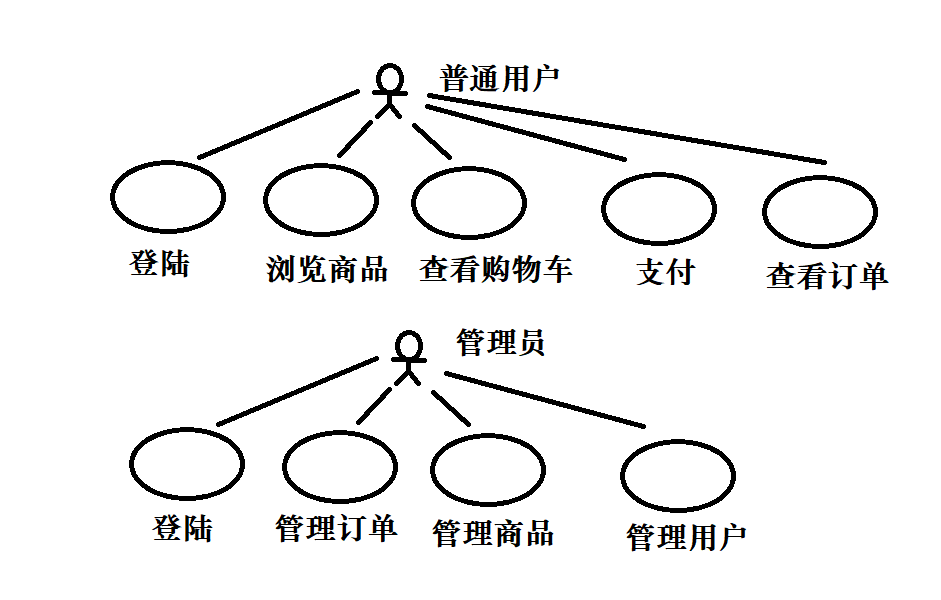 普通用户
登陆
浏览商品
查看购物车
支付
查看订单
管理员
登陆
管理订单
管理商品
管理用户